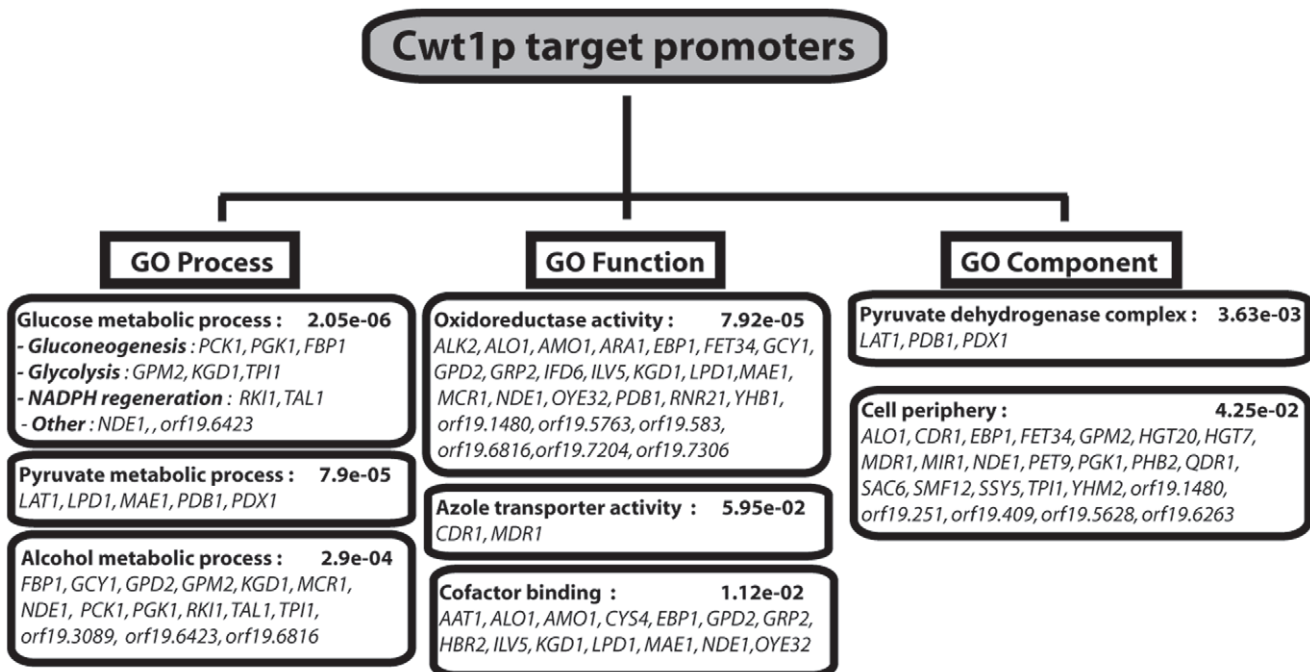 Cwt1p target promoters
GO Process
Glucose metabolic process : 2.05e-06
- Gluconeogenesis : PCK1, PGK1, FBP1
- Glycolysis : GPM2, KGD1,TPI1
- NADPH regeneration : RKI1, TAL1
- Other : NDE1, , orf19.6423
Pyruvate metabolic process : 7.9e-05
LAT1, LPD1, MAE1, PDB1, PDX1
Alcohol metabolic process : 2.9e-04
FBP1, GCY1, GPD2, GPM2, KGD1, MCR1,
NDE1, PCK1, PGK1, RKI1, TAL1, TPI1,
orf19.3089, orf19.6423, orf19.6816
GO Function
Oxidoreductase activity : 7.92e-05
ALK2, ALO1, AMO1, ARA1, EBP1, FET34, GCY1,
GPD2, GRP2, IFD6, ILV5, KGD1, LPD1,MAE1,
MCR1, NDE1, OYE32, PDB1, RNR21, YHB1,
orf19.1480, orf19.5763, orf19.583,
orf19.6816,orf19.7204, orf19.7306
Azole transporter activity : 5.95e-02
CDR1, MDR1
Cofactor binding : 1.12e-02
AAT1, ALO1, AMO1, CYS4, EBP1, GPD2, GRP2,
HBR2, ILV5, KGD1, LPD1, MAE1, NDE1,OYE32
GO Component
Pyruvate dehydrogenase complex : 3.63e-03
LAT1, PDB1, PDX1
Cell periphery : 4.25e-02
ALO1, CDR1, EBP1, FET34, GPM2, HGT20, HGT7,
MDR1, MIR1, NDE1, PET9, PGK1, PHB2, QDR1,
SAC6, SMF12, SSY5, TPI1, YHM2, orf19.1480,
orf19.251, orf19.409, orf19.5628, orf19.6263